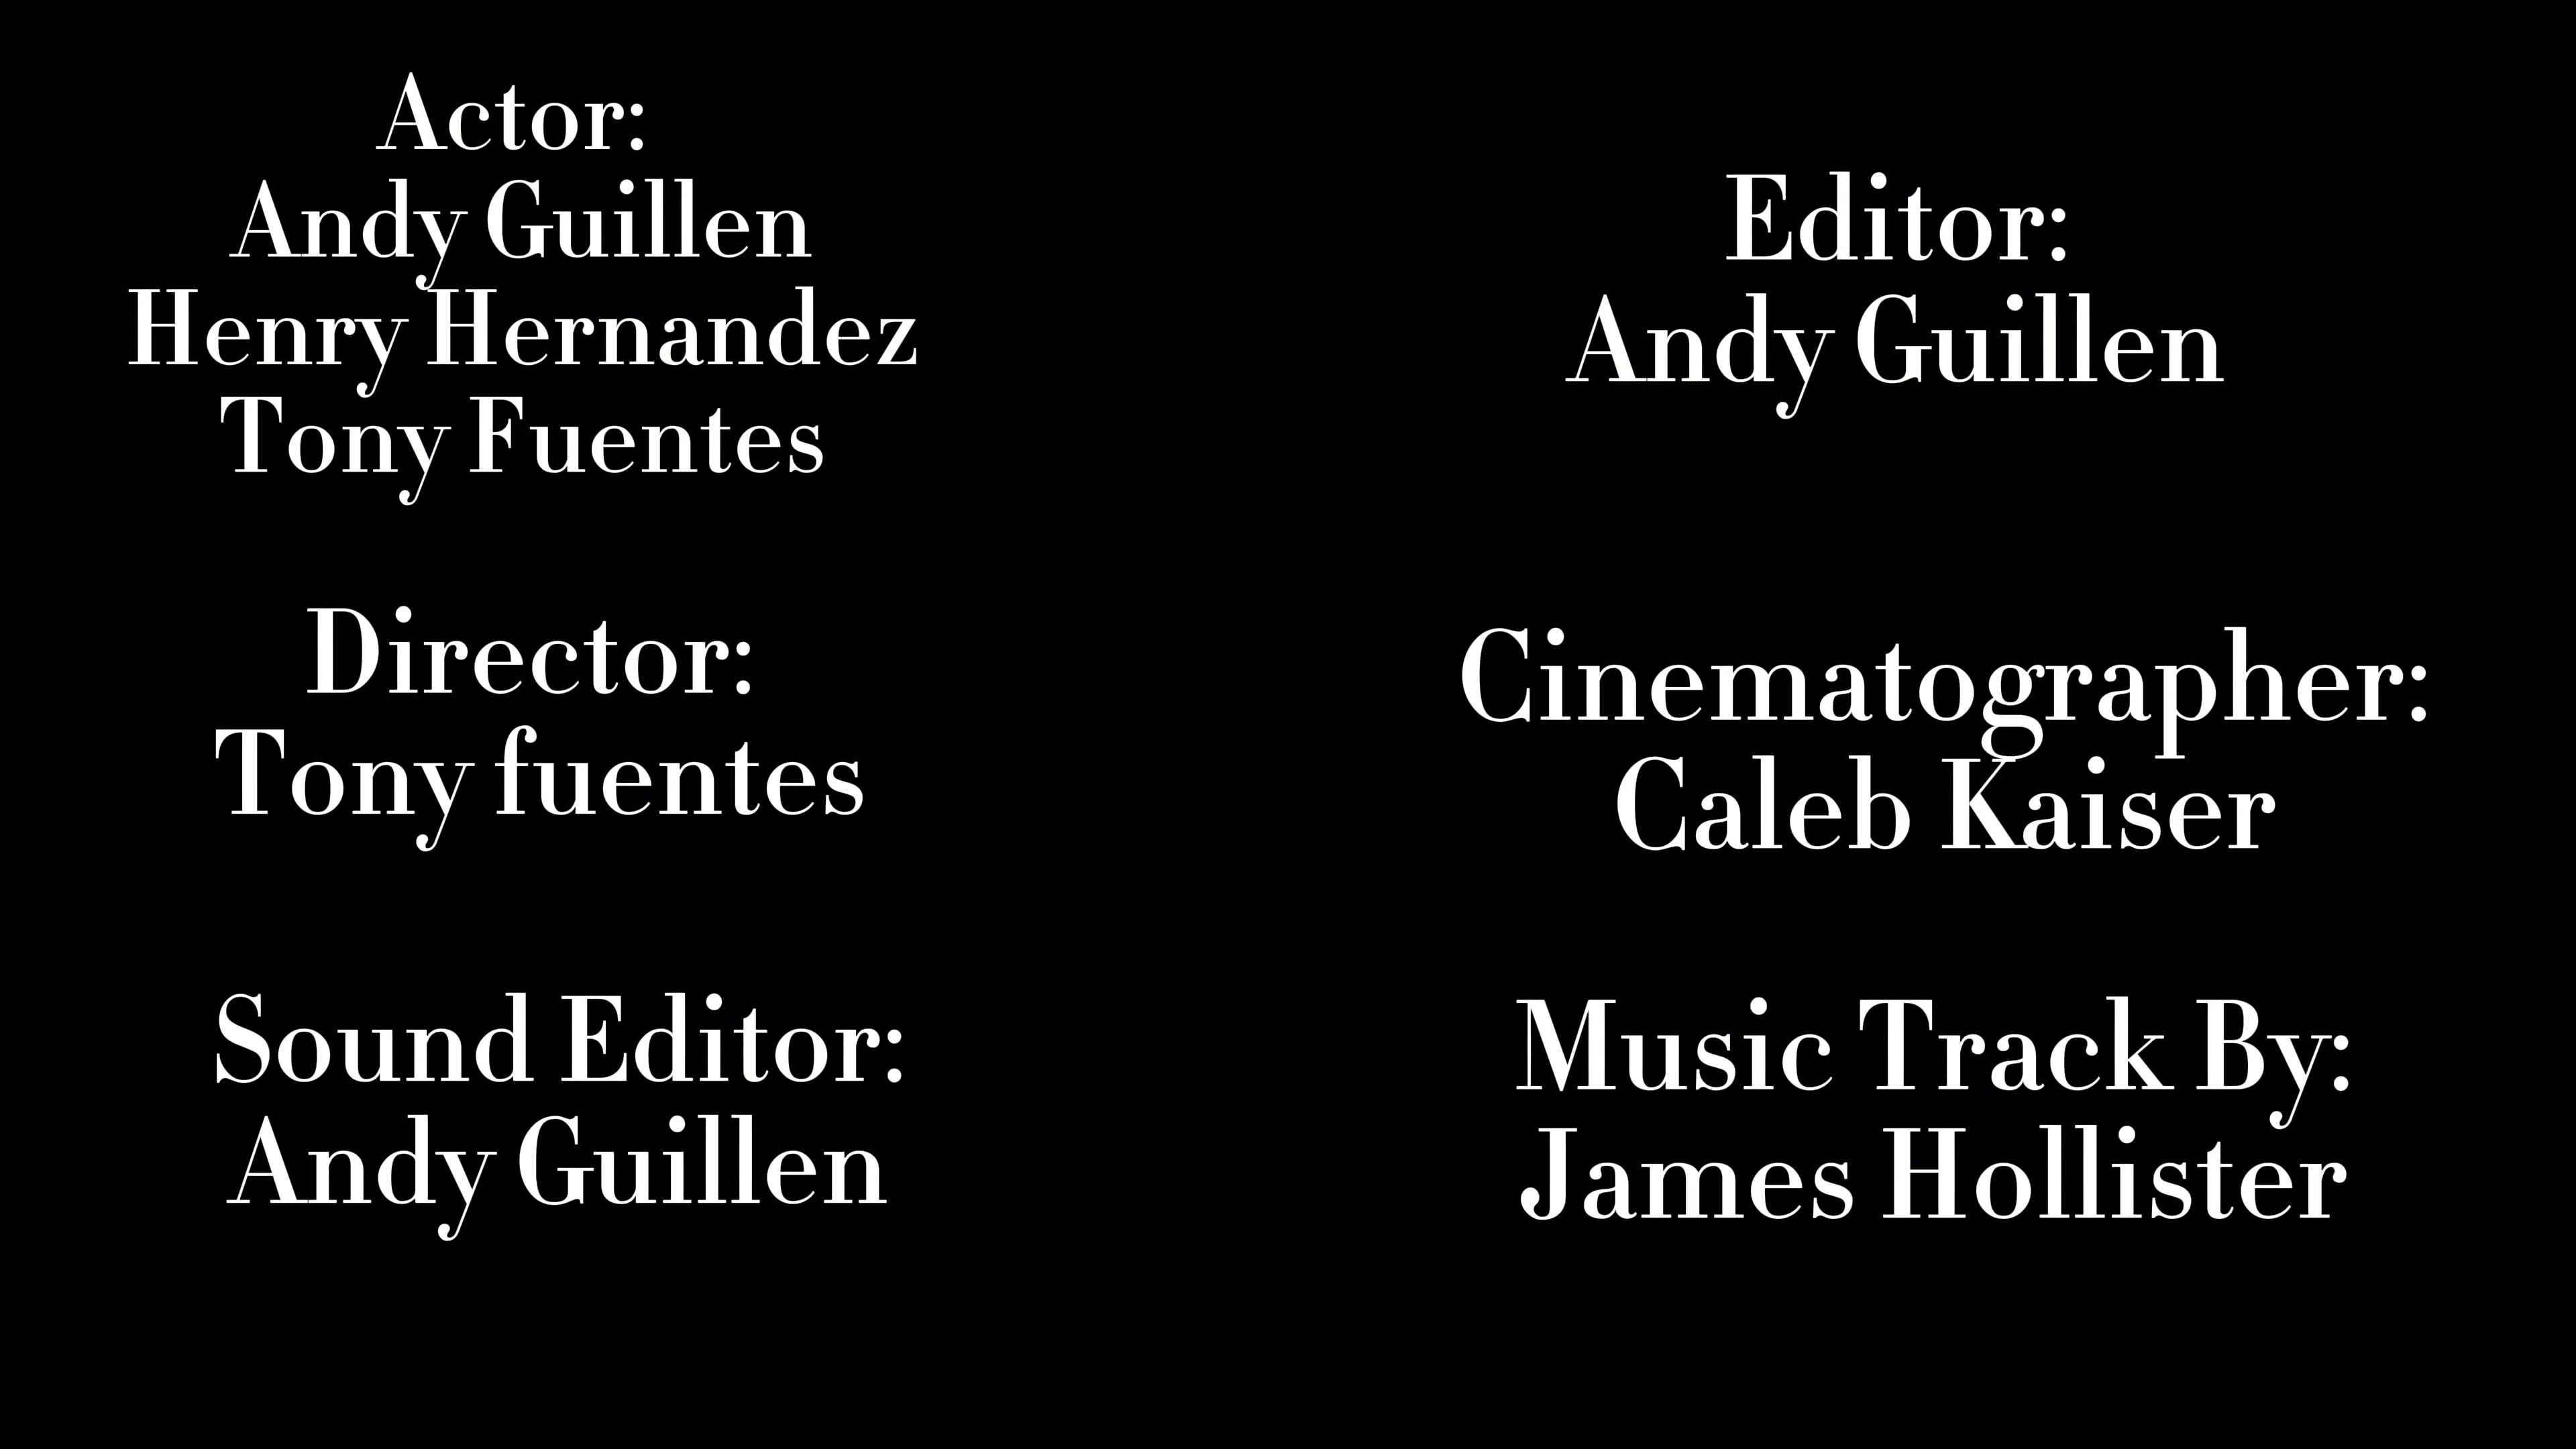 Actor:
Andy Guillen
Henry Hernandez
Tony Fuentes
Director:
Tony fuentes
Sound Editor:
Andy Guillen
Editor:
Andy Guillen
Cinematographer:
Caleb Kaiser
Music Track By:
James Hollister